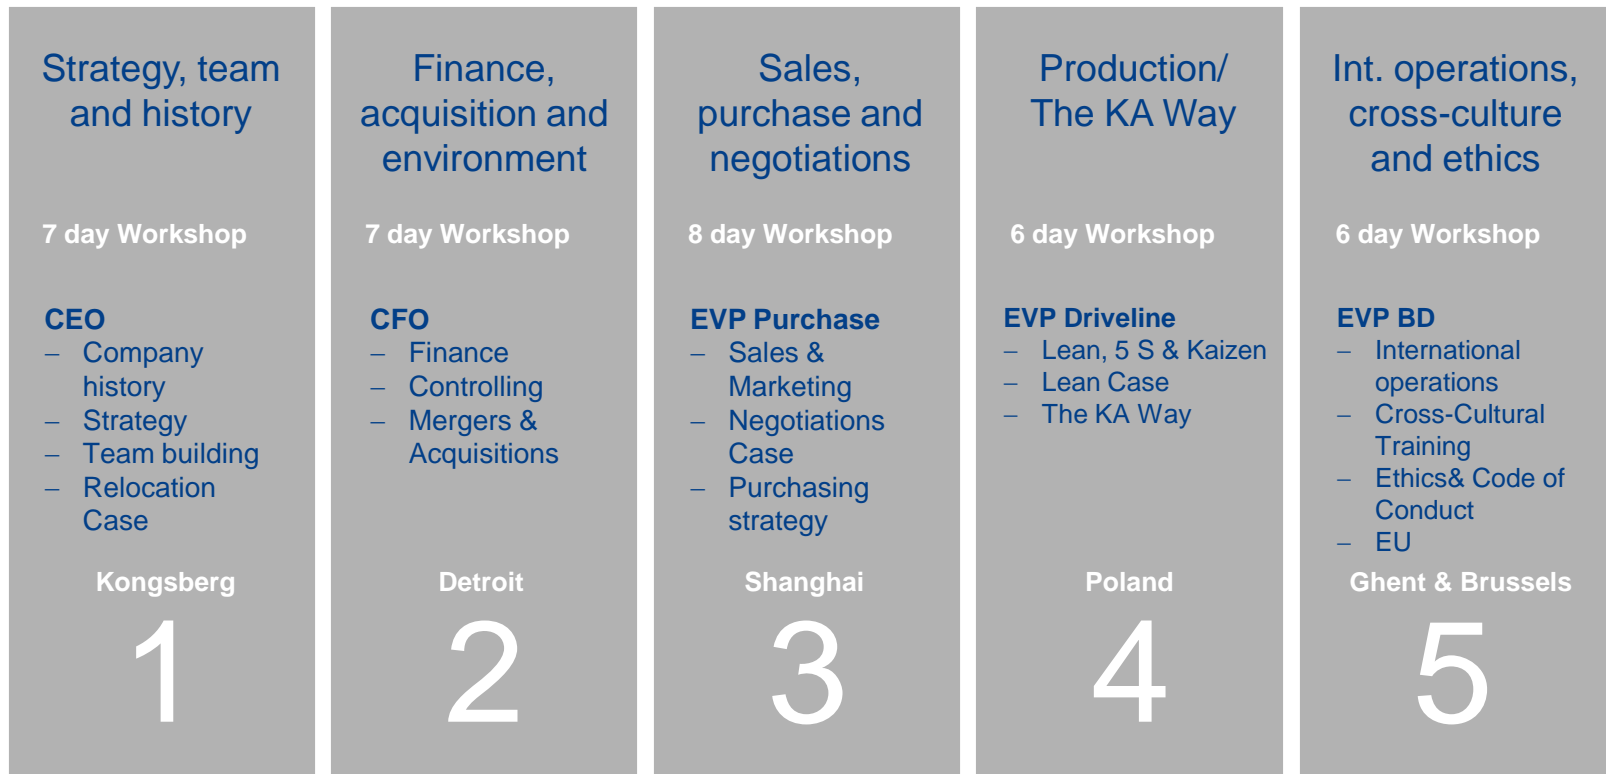 Strategy, team
and history
7 day Workshop
CEO
– Company
history
– Strategy
– Team building
– Relocation
Case
Kongsberg
1
Finance,
acquisition and
environment
7 day Workshop
CFO
– Finance
– Controlling
– Mergers &
Acquisitions
Detroit
2
Sales,
purchase and
negotiations
8 day Workshop
EVP Purchase
– Sales &
Marketing
– Negotiations
Case
– Purchasing
strategy
Shanghai
3
Production/
The KA Way
6 day Workshop
EVP Driveline
– Lean, 5 S & Kaizen
– Lean Case
– The KA Way
Poland
4
Int. operations,
cross-culture
and ethics
6 day Workshop
EVP BD
– International
operations
– Cross-Cultural
Training
– Ethics& Code of
Conduct
– EU
Ghent & Brussels
5